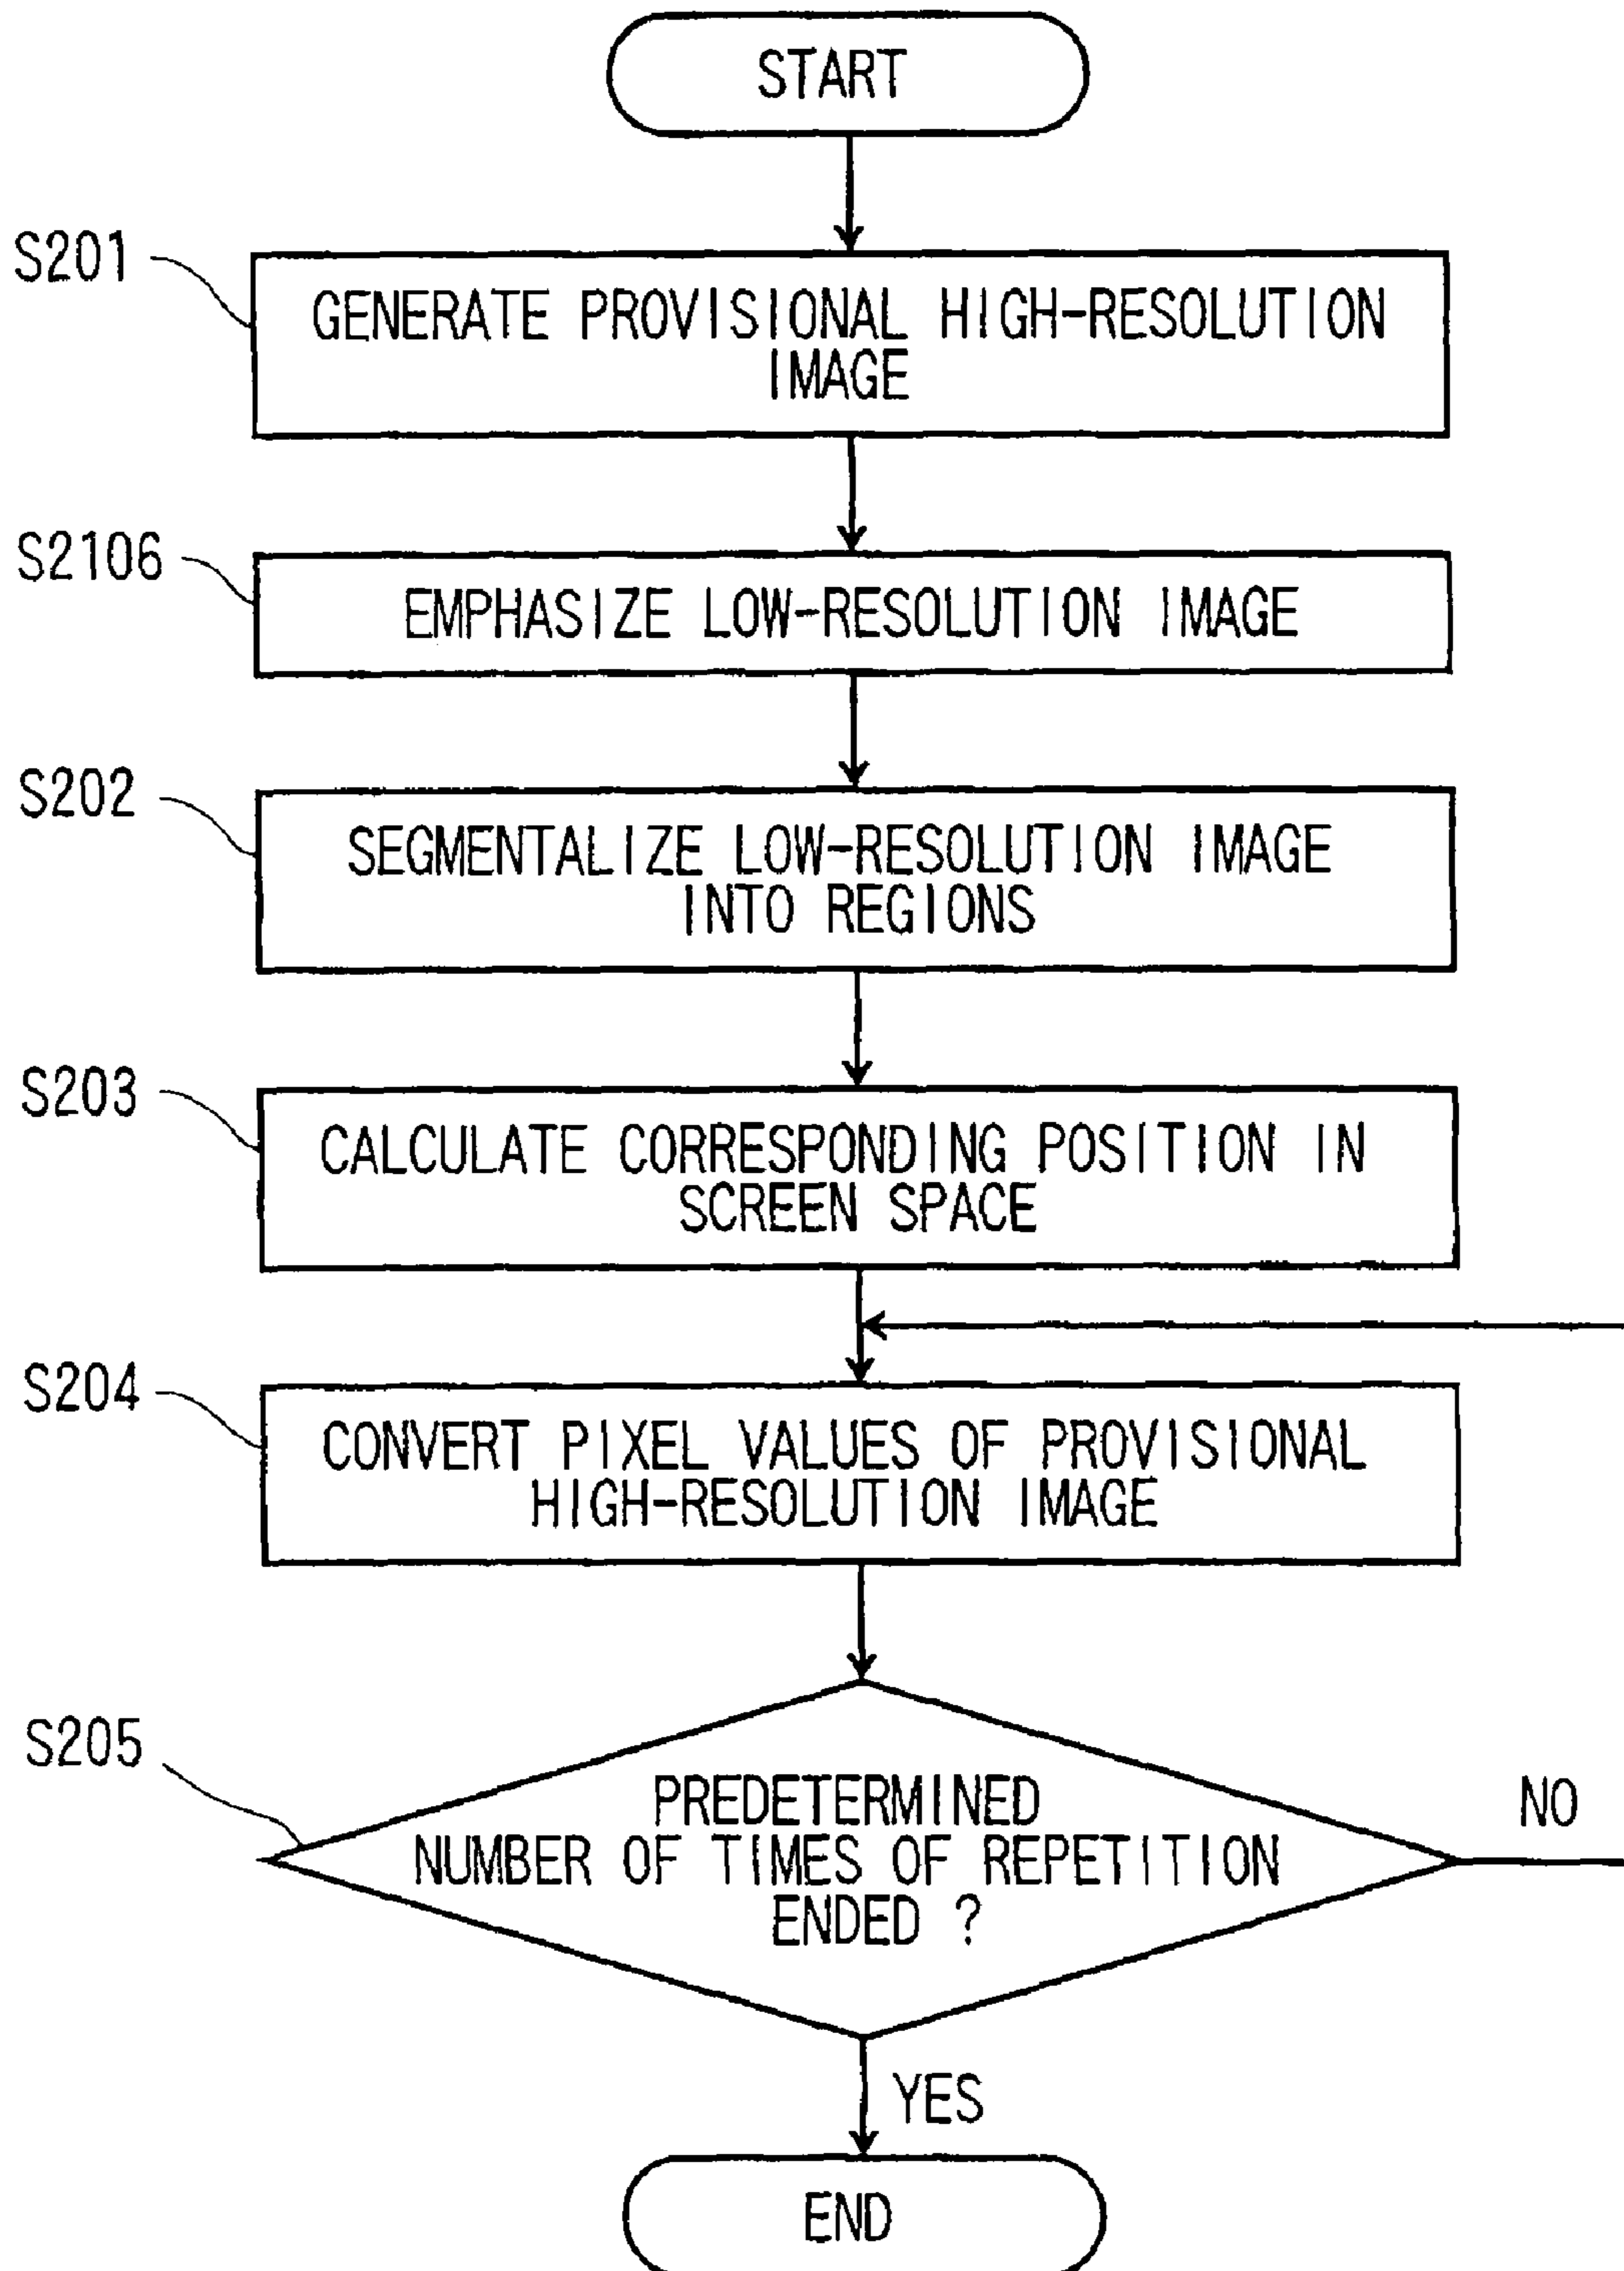 START
S201
GENERATE PROVISIONAL HIGH-RESOLUTION
IMAGE
S2106
EMPHASIZE LOW-RESOLUTION IMAGE
S202
SEGMENTALIZE LOW-RESOLUTION IMAGE
INTO REGIONS
S203
CALCULATE CORRESPONDING POSITION IN
SCREEN SPACE
S204
CONVERT PIXEL VALUES OF PROVISIONAL
HIGH-RESOLUTION IMAGE
S205
PREDETERMINED
NUMBER OF TIMES OF REPETITION
ENDED ?
NO
YES
END